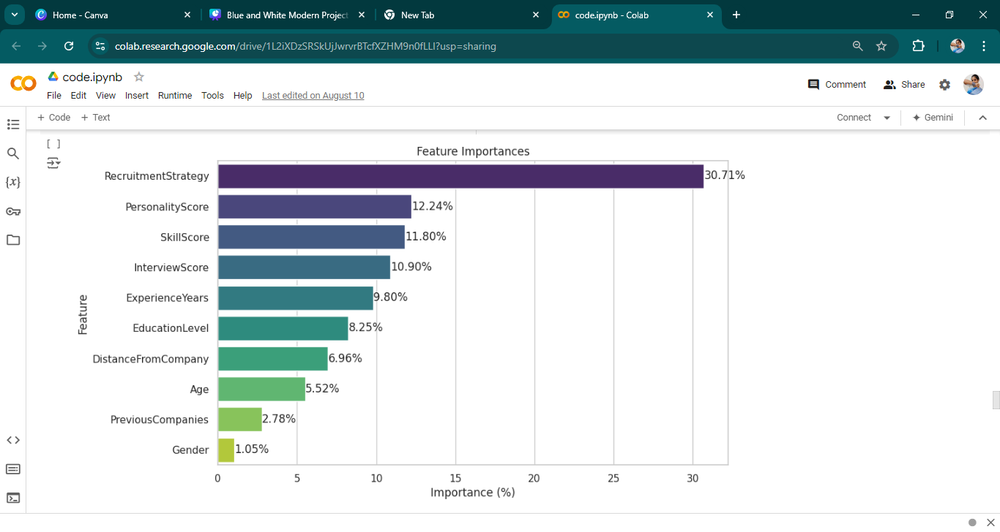 Home - Canva
Blue and White Modern Project
New Tab
code.ipynb - Colab
colab.research.google.com/drive/1L2iXDzSRSkUjJwrvrBTcfXZHM9n0fLLI?usp=sharing
code.ipynb
File Edit View Insert Runtime Tools Help Last edited on August 10
Comment Share
+ Code + Text
Connect Gemini
[ ]
{x}
Feature Importances
RecruitmentStrategy 30.71%
PersonalityScore 12.24%
SkillScore 11.80%
InterviewScore 10.90%
ExperienceYears 9.80%
EducationLevel 8.25%
DistanceFromCompany 6.96%
Age 5.52%
PreviousCompanies 2.78%
Gender 1.05%
Feature
0 5 10 15 20 25 30
Importance (%)